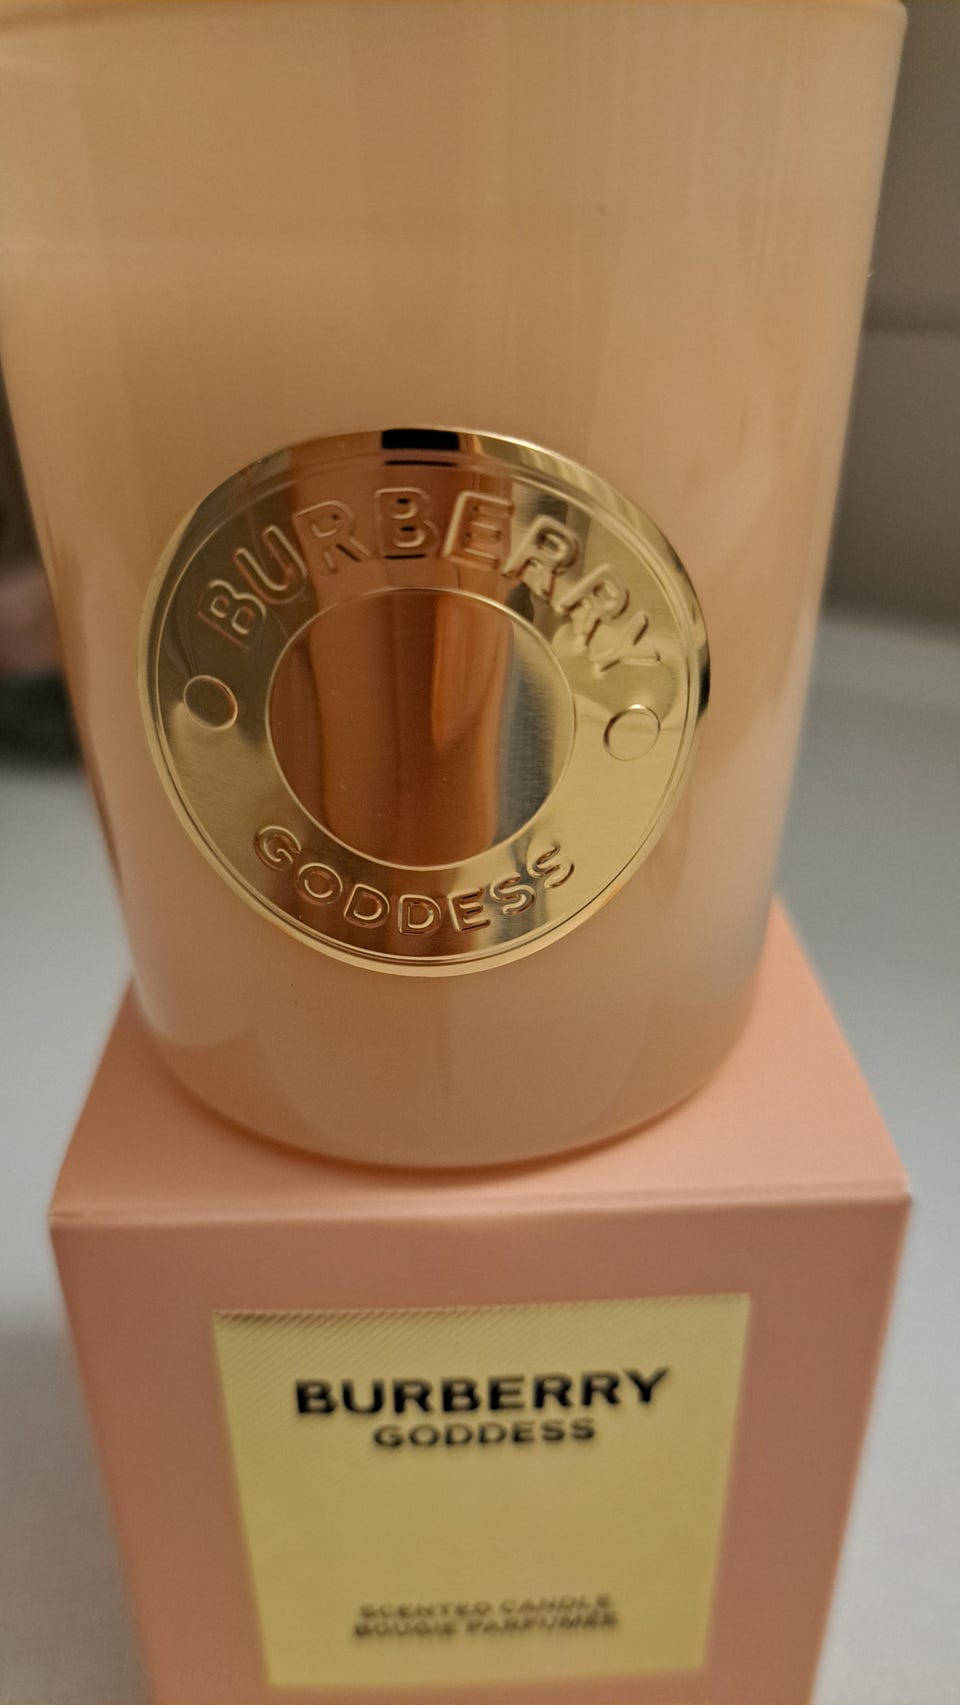 BURBERRY
GODDESS
BURBERRY
GODDESS
SCENTED CANDLE
BOUGIE PARFUMÉE